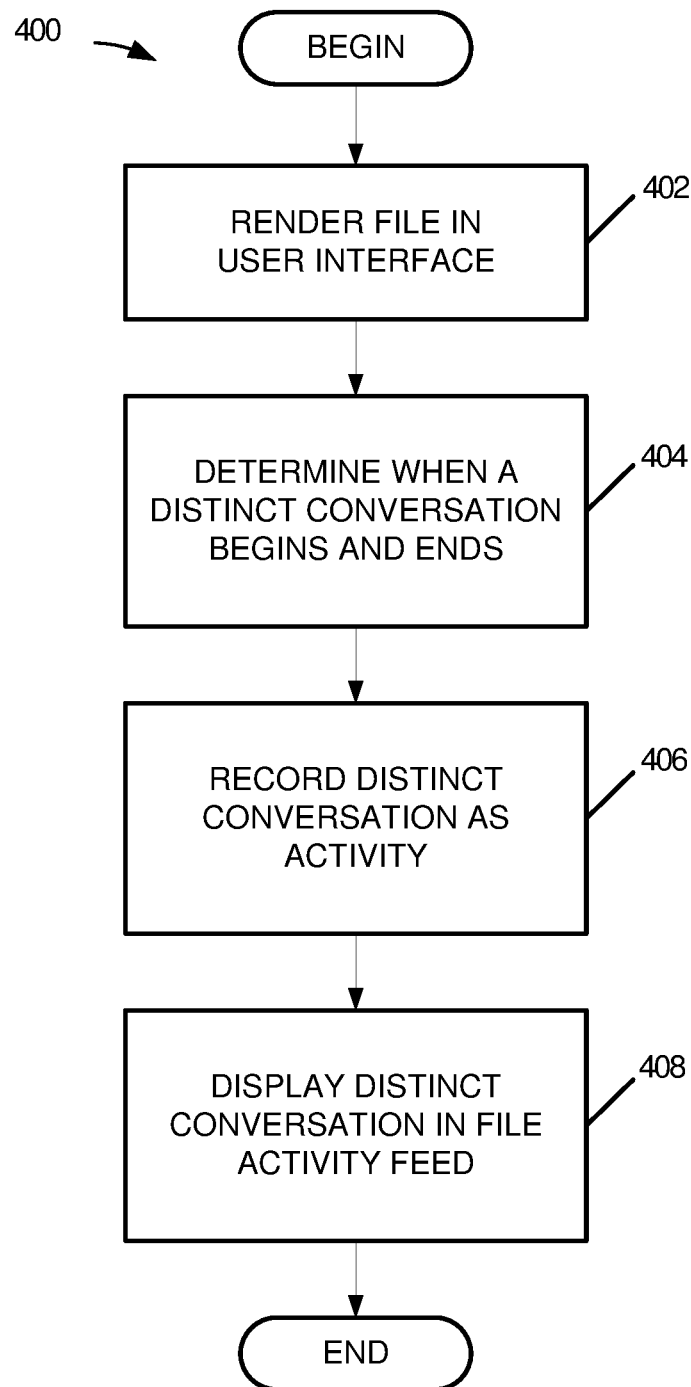 400
BEGIN
402
RENDER FILE IN
USER INTERFACE
404
DETERMINE WHEN A
DISTINCT CONVERSATION
BEGINS AND ENDS
406
RECORD DISTINCT
CONVERSATION AS
ACTIVITY
408
DISPLAY DISTINCT
CONVERSATION IN FILE
ACTIVITY FEED
END